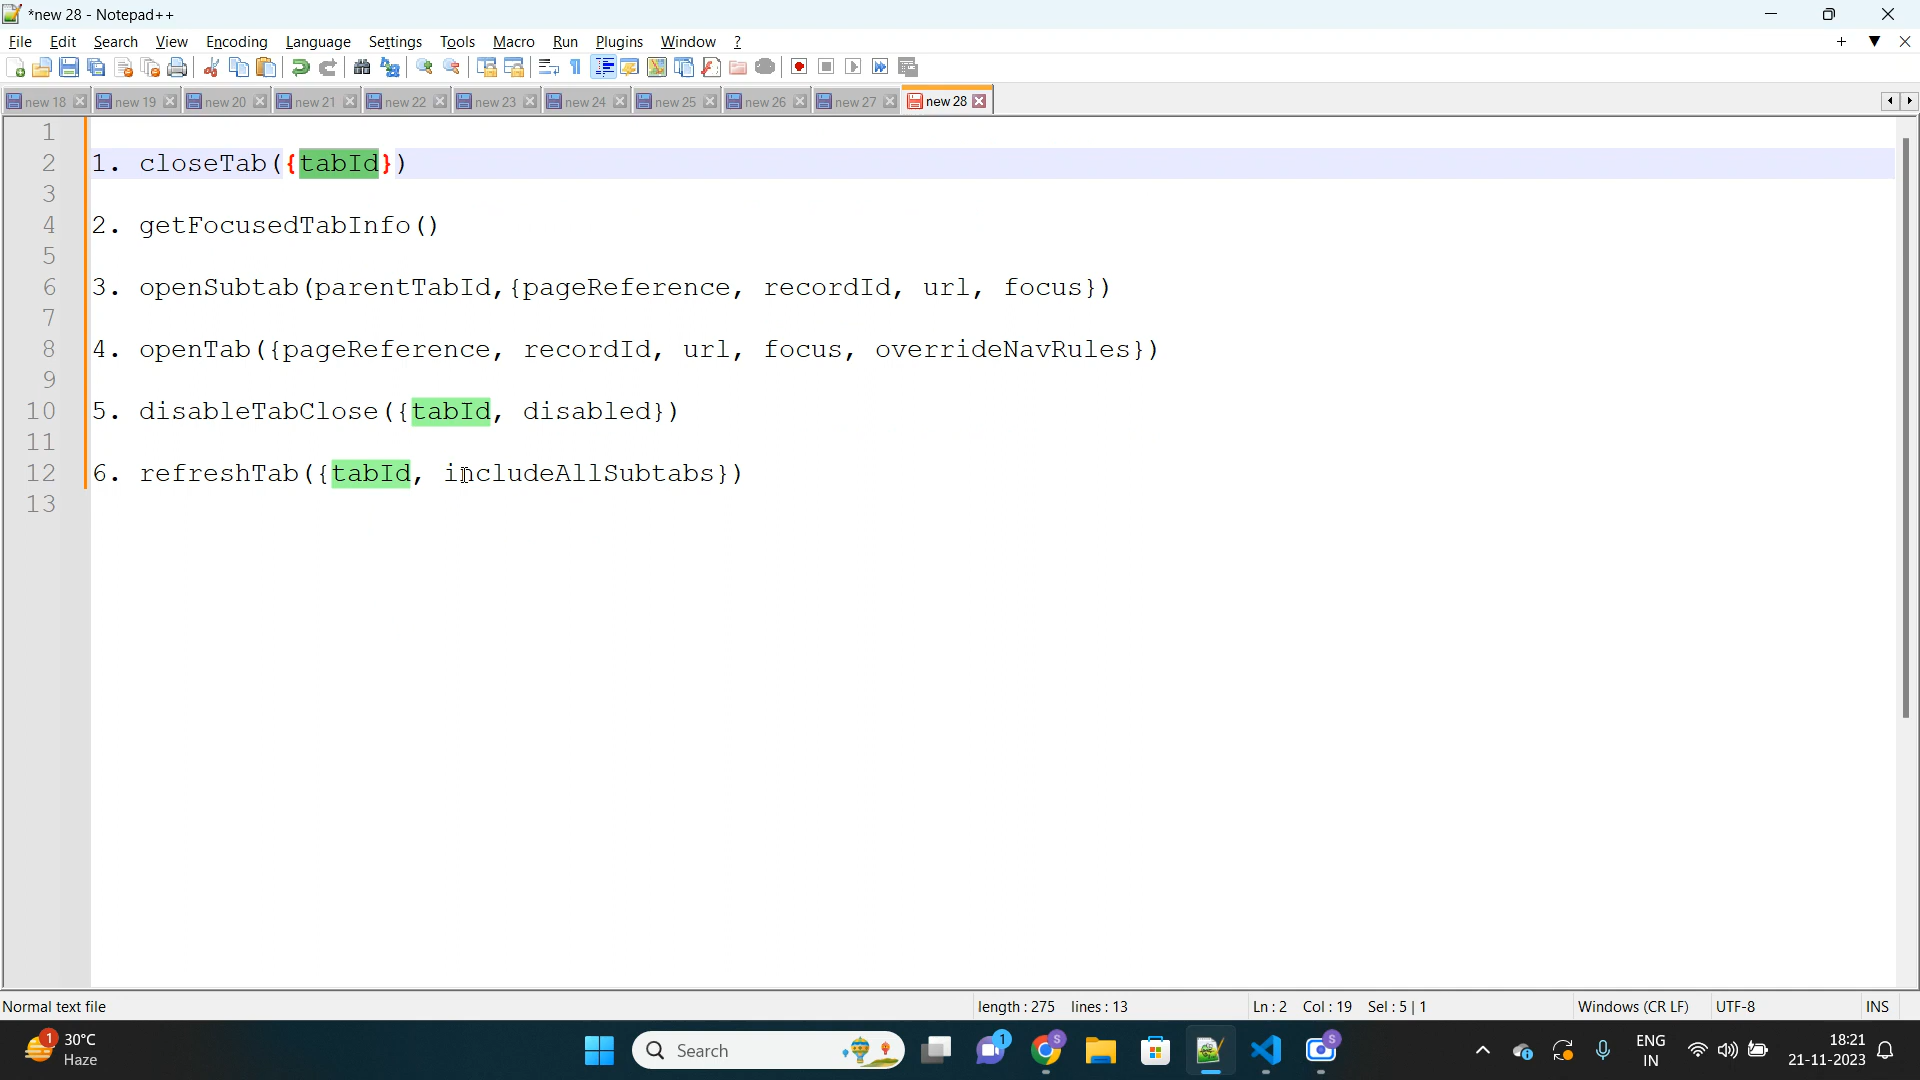 *new 28 - Notepad++
File Edit Search View Encoding Language Settings Tools Macro Run Plugins Window ?
new 18 new 19 new 20 new 21 new 22 new 23 new 24 new 25 new 26 new 27 new 28
1
2 1. closeTab({tabId})
3
4 2. getFocusedTabInfo()
5
6 3. openSubtab(parentTabId,{pageReference, recordId, url, focus})
7
8 4. openTab({pageReference, recordId, url, focus, overrideNavRules})
9
10 5. disableTabClose({tabId, disabled})
11
12 6. refreshTab({tabId, includeAllSubtabs})
13
Normal text file length : 275 lines : 13 Ln : 2 Col : 19 Sel : 5 | 1 Windows (CR LF) UTF-8 INS
1 30°C Search 1 S S ENG 18:21
Haze IN 21-11-2023